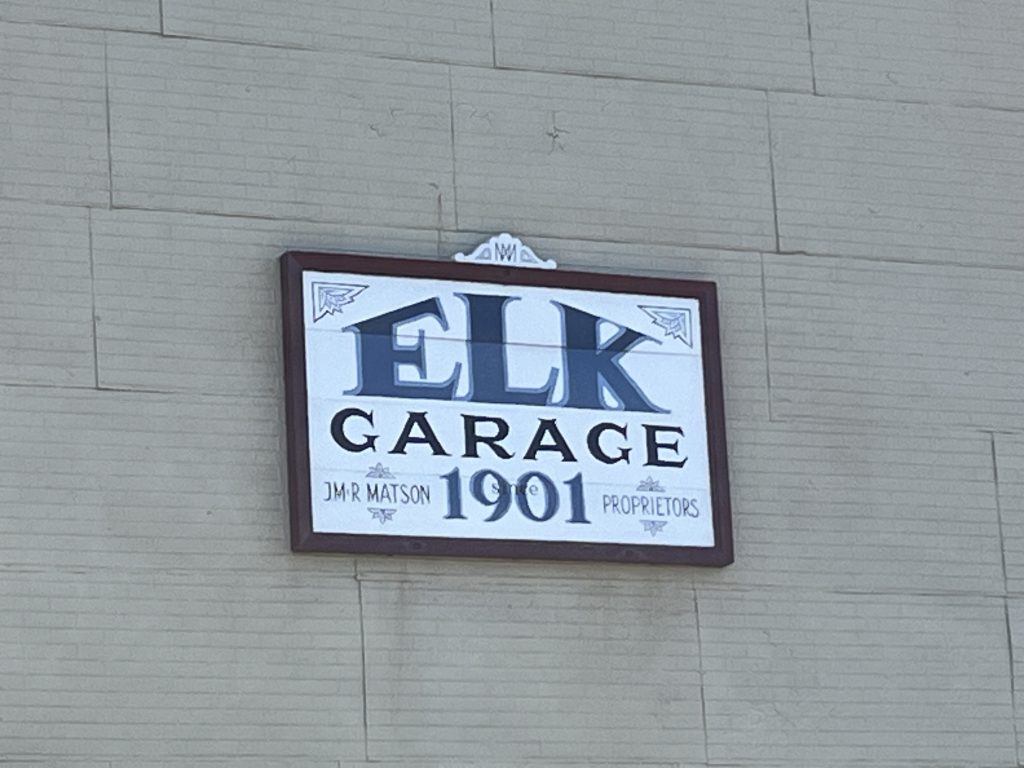 ELK
GARAGE
JM·R MATSON since 1901 PROPRIETORS